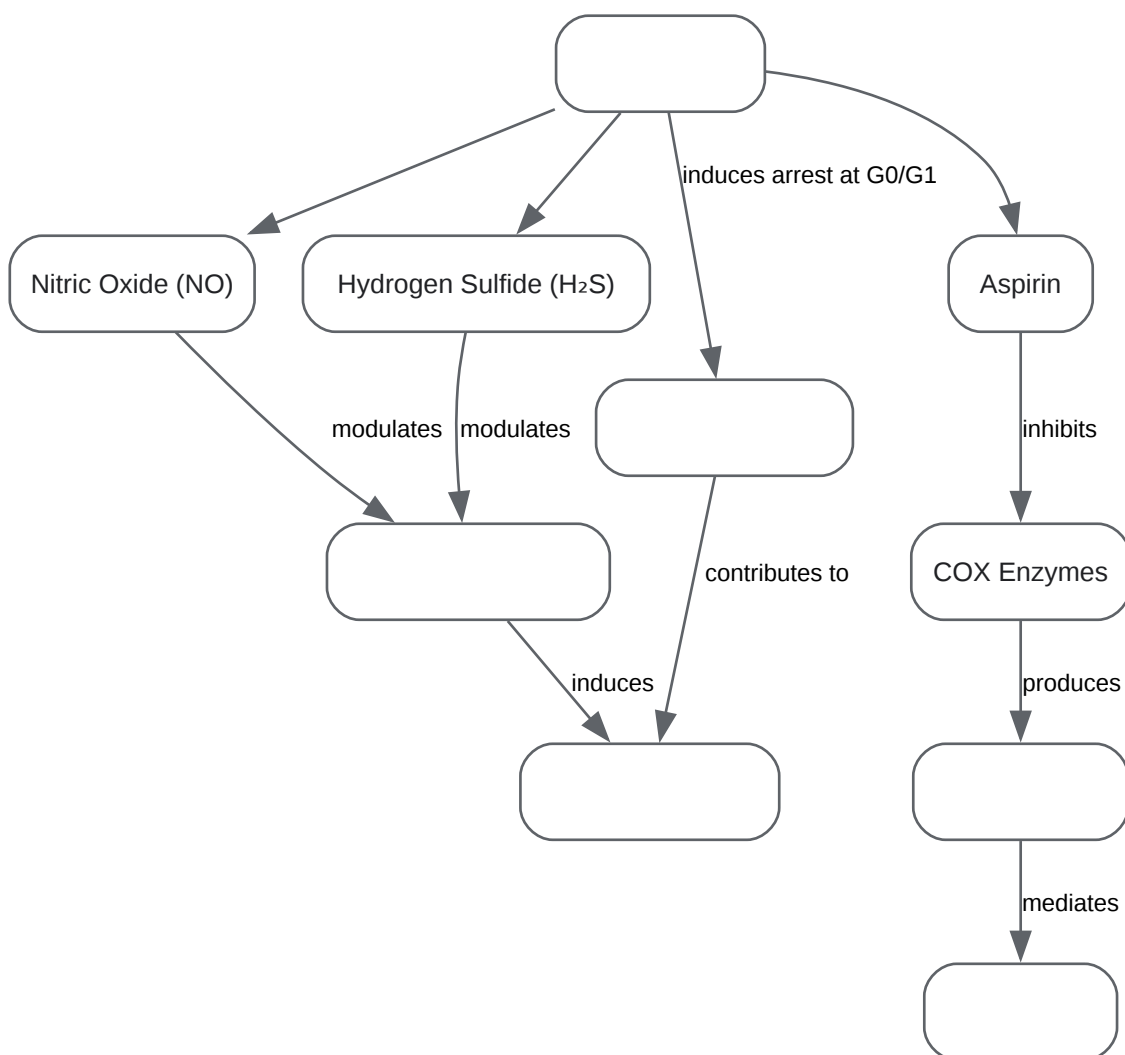 induces arrest at G0/G1
Nitric Oxide (NO)
Hydrogen Sulfide (H₂S)
Aspirin
modulates
modulates
inhibits
contributes to
COX Enzymes
induces
produces
mediates